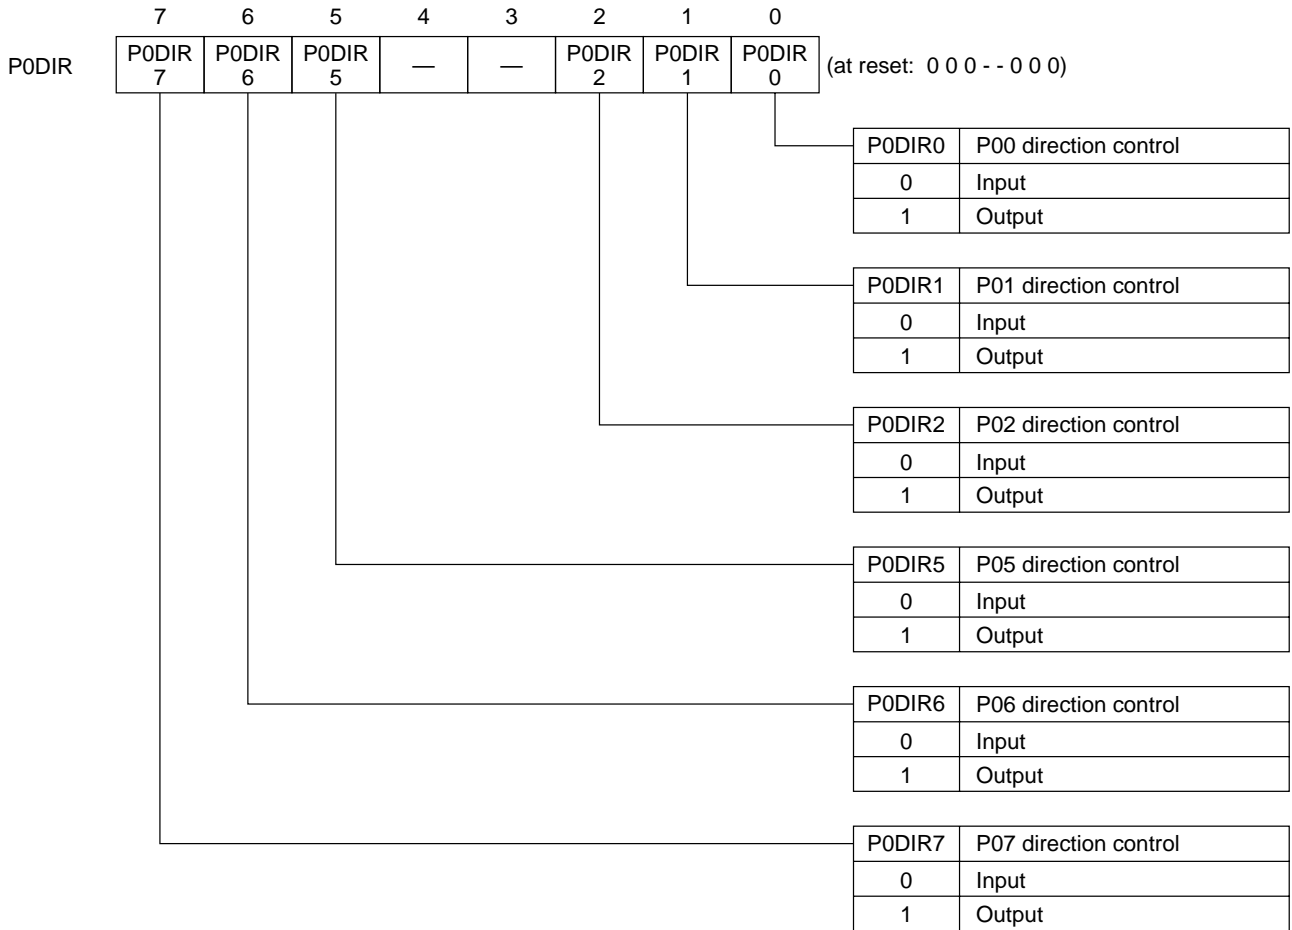 7 6 5 4 3 2 1 0
P0DIR P0DIR 7 P0DIR 6 P0DIR 5 — — P0DIR 2 P0DIR 1 P0DIR 0 (at reset: 0 0 0 - - 0 0 0)
P0DIR0 P00 direction control
0 Input
1 Output
P0DIR1 P01 direction control
0 Input
1 Output
P0DIR2 P02 direction control
0 Input
1 Output
P0DIR5 P05 direction control
0 Input
1 Output
P0DIR6 P06 direction control
0 Input
1 Output
P0DIR7 P07 direction control
0 Input
1 Output